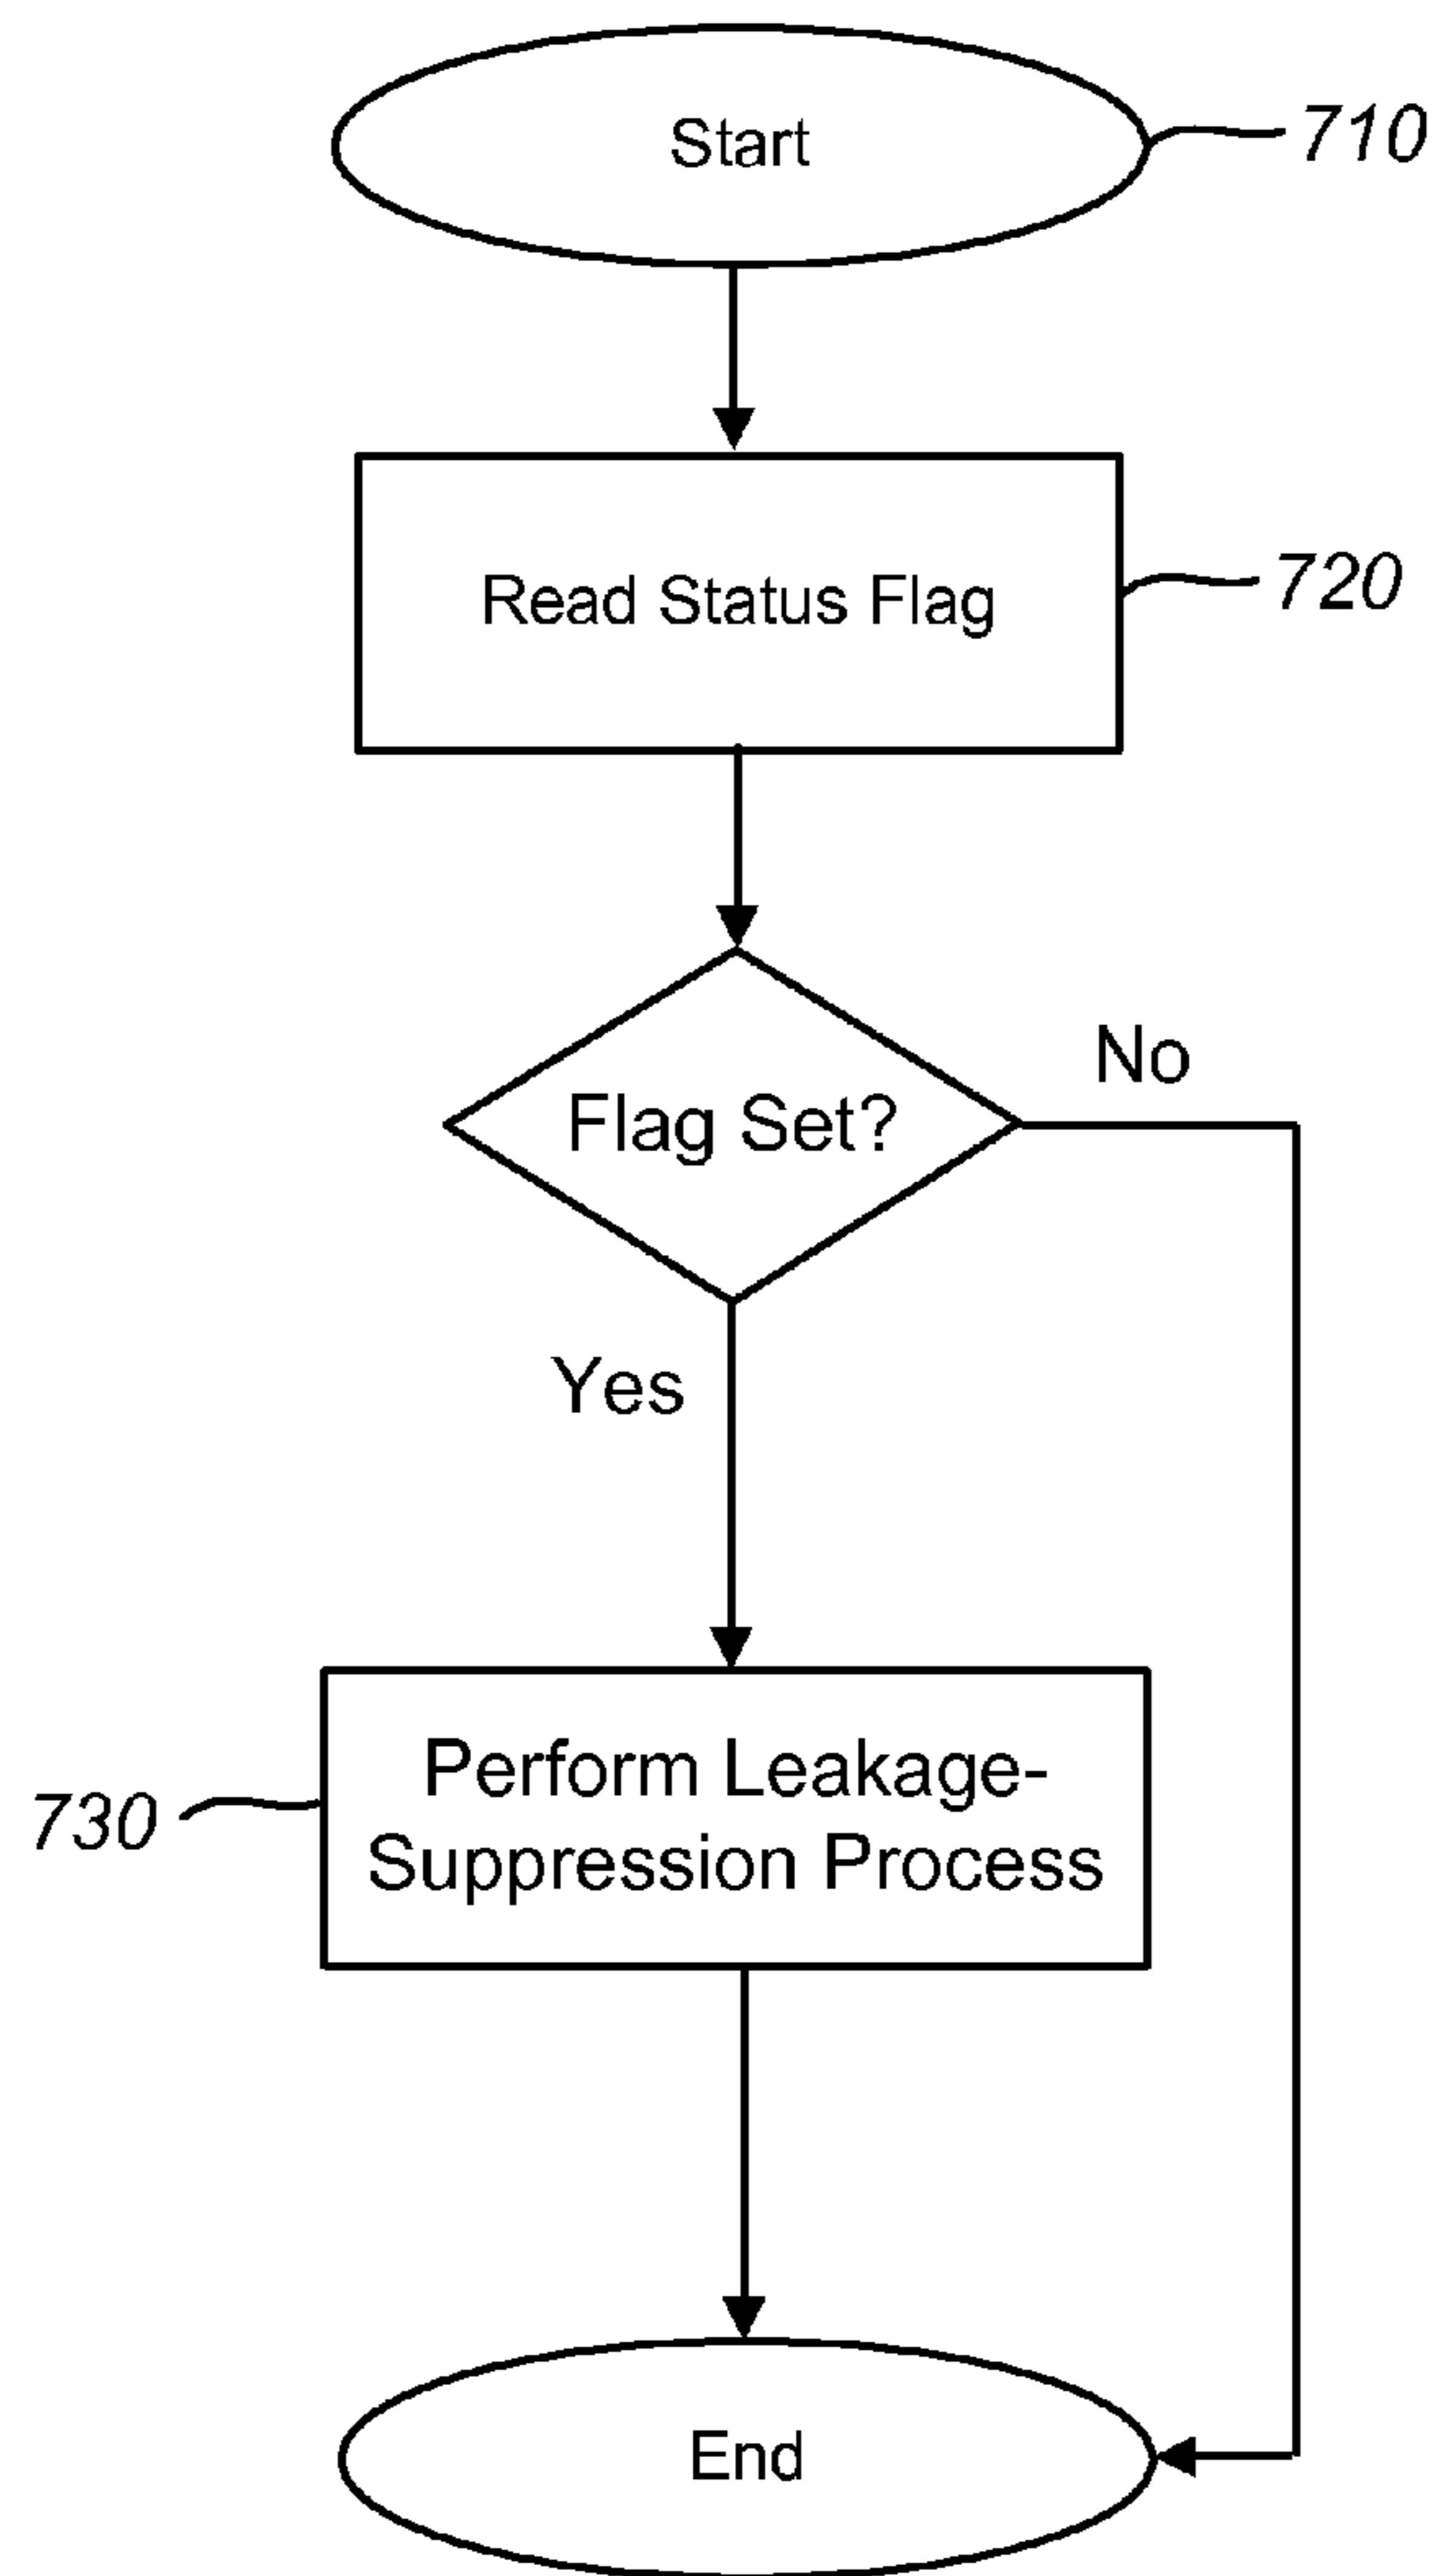 Start
710
Read Status Flag
720
Flag Set?
No
Yes
Perform Leakage-
Suppression Process
730
End